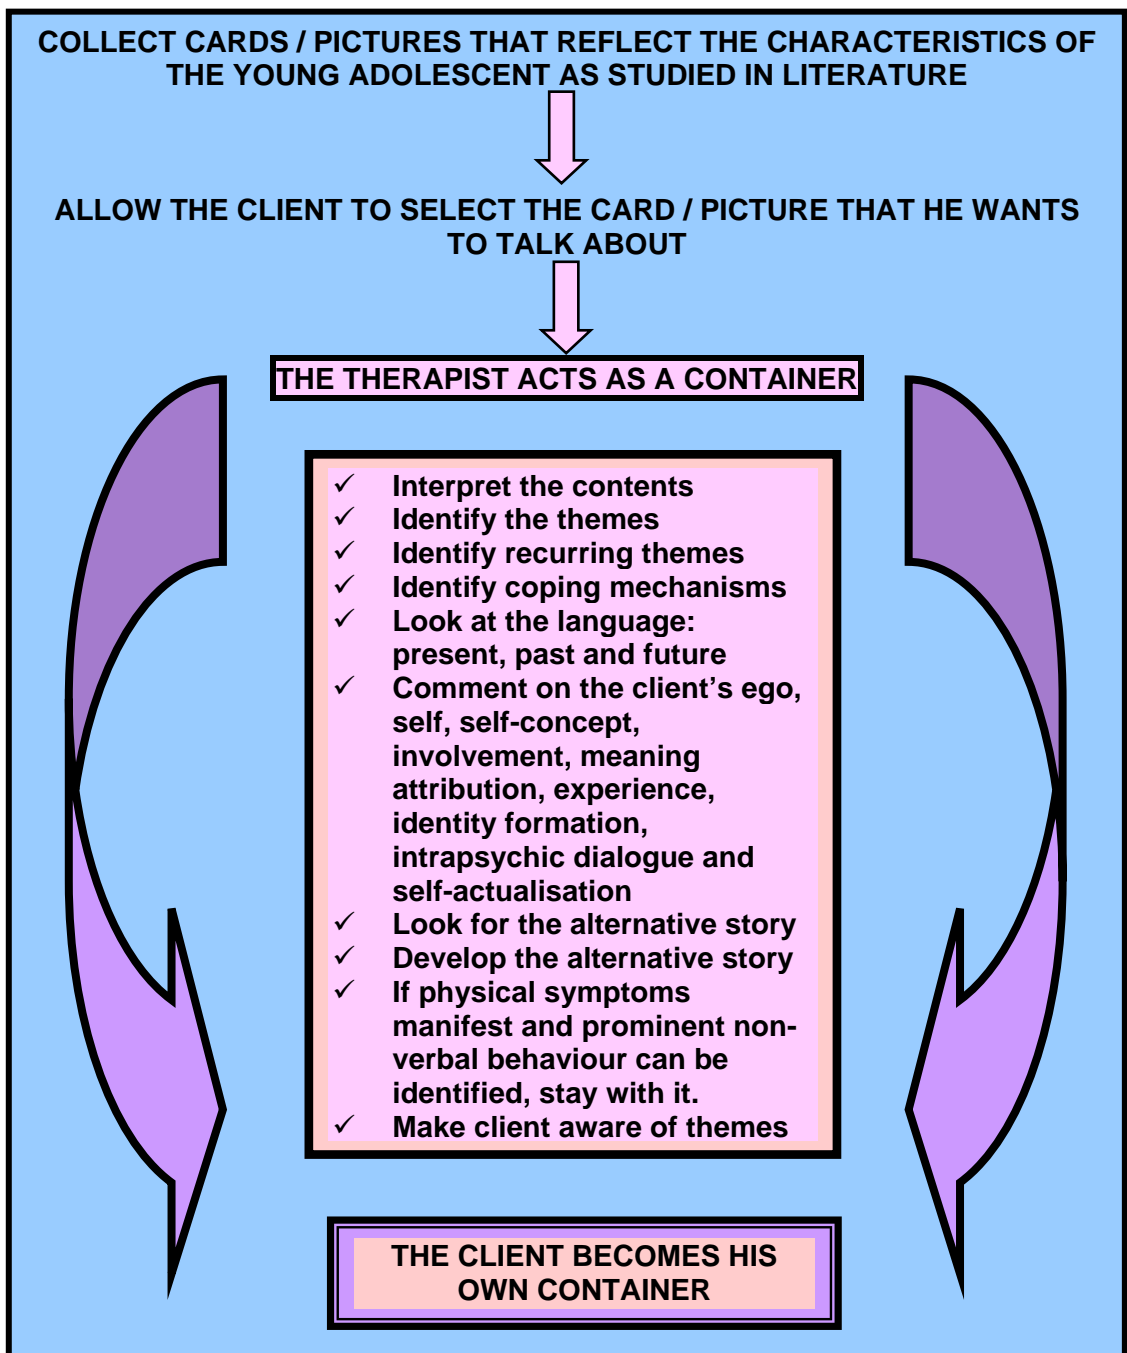 COLLECT CARDS / PICTURES THAT REFLECT THE CHARACTERISTICS OF
THE YOUNG ADOLESCENT AS STUDIED IN LITERATURE
ALLOW THE CLIENT TO SELECT THE CARD / PICTURE THAT HE WANTS
TO TALK ABOUT
THE THERAPIST ACTS AS A CONTAINER
✓ Interpret the contents
✓ Identify the themes
✓ Identify recurring themes
✓ Identify coping mechanisms
✓ Look at the language:
present, past and future
✓ Comment on the client’s ego,
self, self-concept,
involvement, meaning
attribution, experience,
identity formation,
intrapsychic dialogue and
self-actualisation
✓ Look for the alternative story
✓ Develop the alternative story
✓ If physical symptoms
manifest and prominent non-
verbal behaviour can be
identified, stay with it.
✓ Make client aware of themes
THE CLIENT BECOMES HIS
OWN CONTAINER